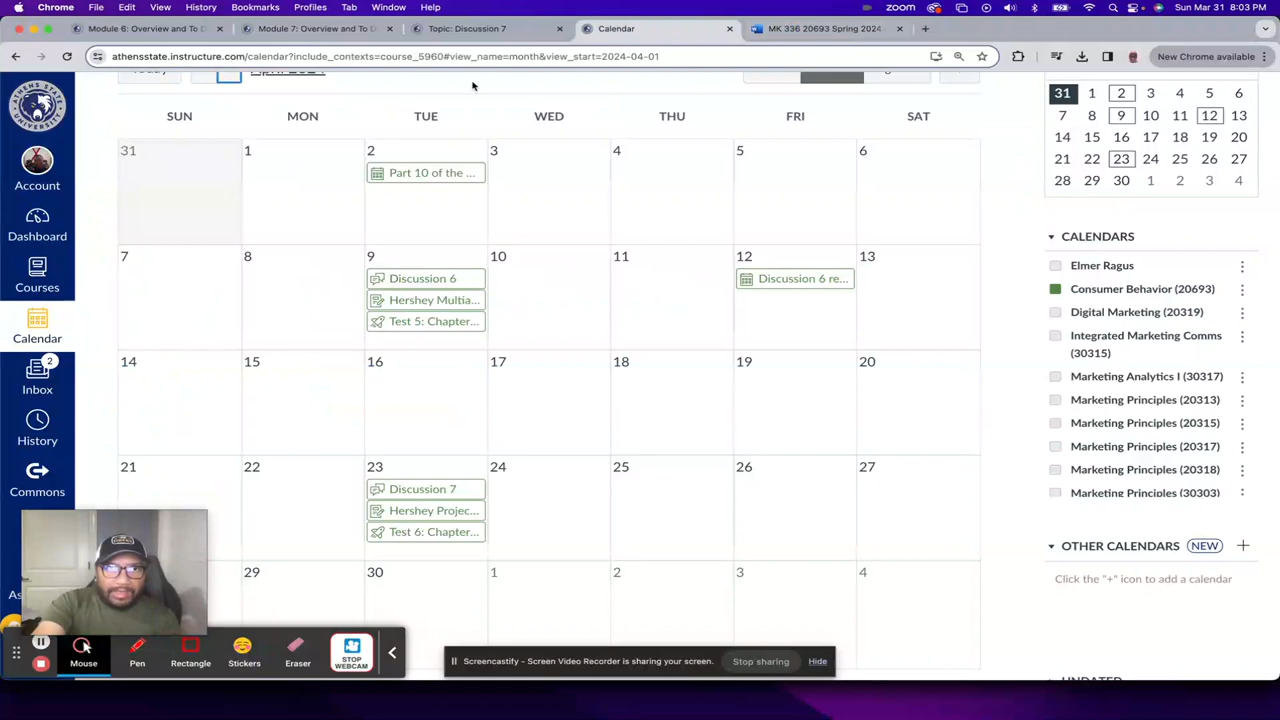 Chrome File Edit View History Bookmarks Profiles Tab Window Help zoom Sun Mar 31 8:03 PM
Module 6: Overview and To D Module 7: Overview and To D Topic: Discussion 7 Calendar MK 336 20693 Spring 2024
athensstate.instructure.com/calendar?include_contexts=course_5960#view_name=month&view_start=2024-04-01 New Chrome available
SUN MON TUE WED THU FRI SAT
31 1 2 3 4 5 6
Part 10 of the ...
7 8 9 10 11 12 13
Discussion 6 Discussion 6 re...
Hershey Multia...
Test 5: Chapter...
14 15 16 17 18 19 20
21 22 23 24 25 26 27
Discussion 7
Hershey Projec...
Test 6: Chapter...
29 30 1 2 3 4
Account
Dashboard
Courses
Calendar
2
Inbox
History
Commons
31 1 2 3 4 5 6
7 8 9 10 11 12 13
14 15 16 17 18 19 20
21 22 23 24 25 26 27
28 29 30 1 2 3 4
CALENDARS
Elmer Ragus
Consumer Behavior (20693)
Digital Marketing (20319)
Integrated Marketing Comms
(30315)
Marketing Analytics I (30317)
Marketing Principles (20313)
Marketing Principles (20315)
Marketing Principles (20317)
Marketing Principles (20318)
Marketing Principles (30303)
OTHER CALENDARS NEW
Click the "+" icon to add a calendar
Mouse Pen Rectangle Stickers Eraser STOP WEBCAM
Screencastify - Screen Video Recorder is sharing your screen. Stop sharing Hide